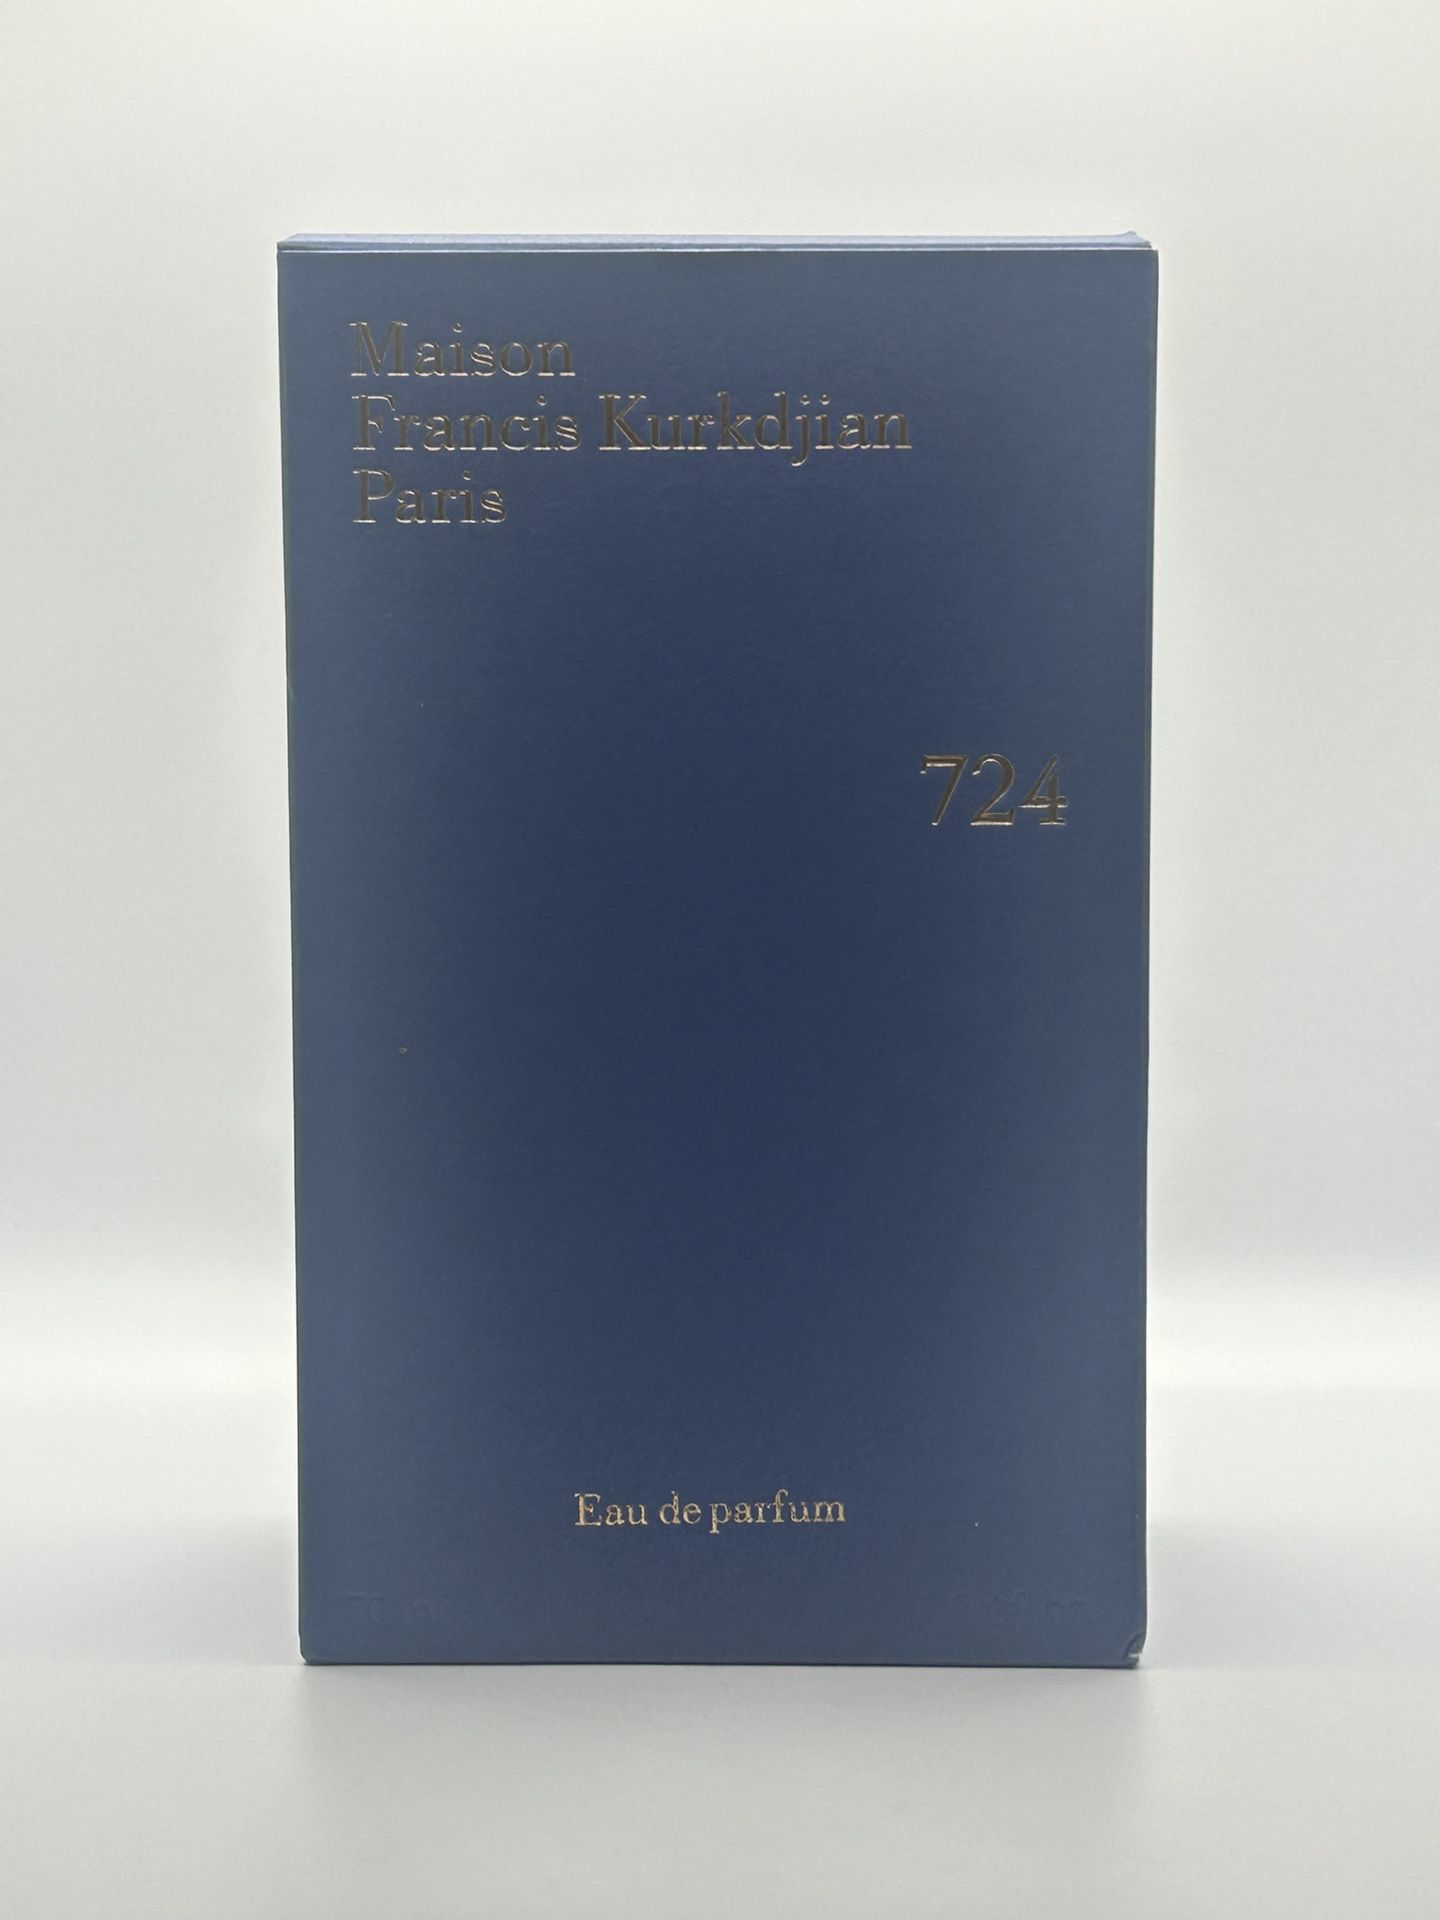 Maison
Francis Kurkdjian
Paris
724
Eau de parfum